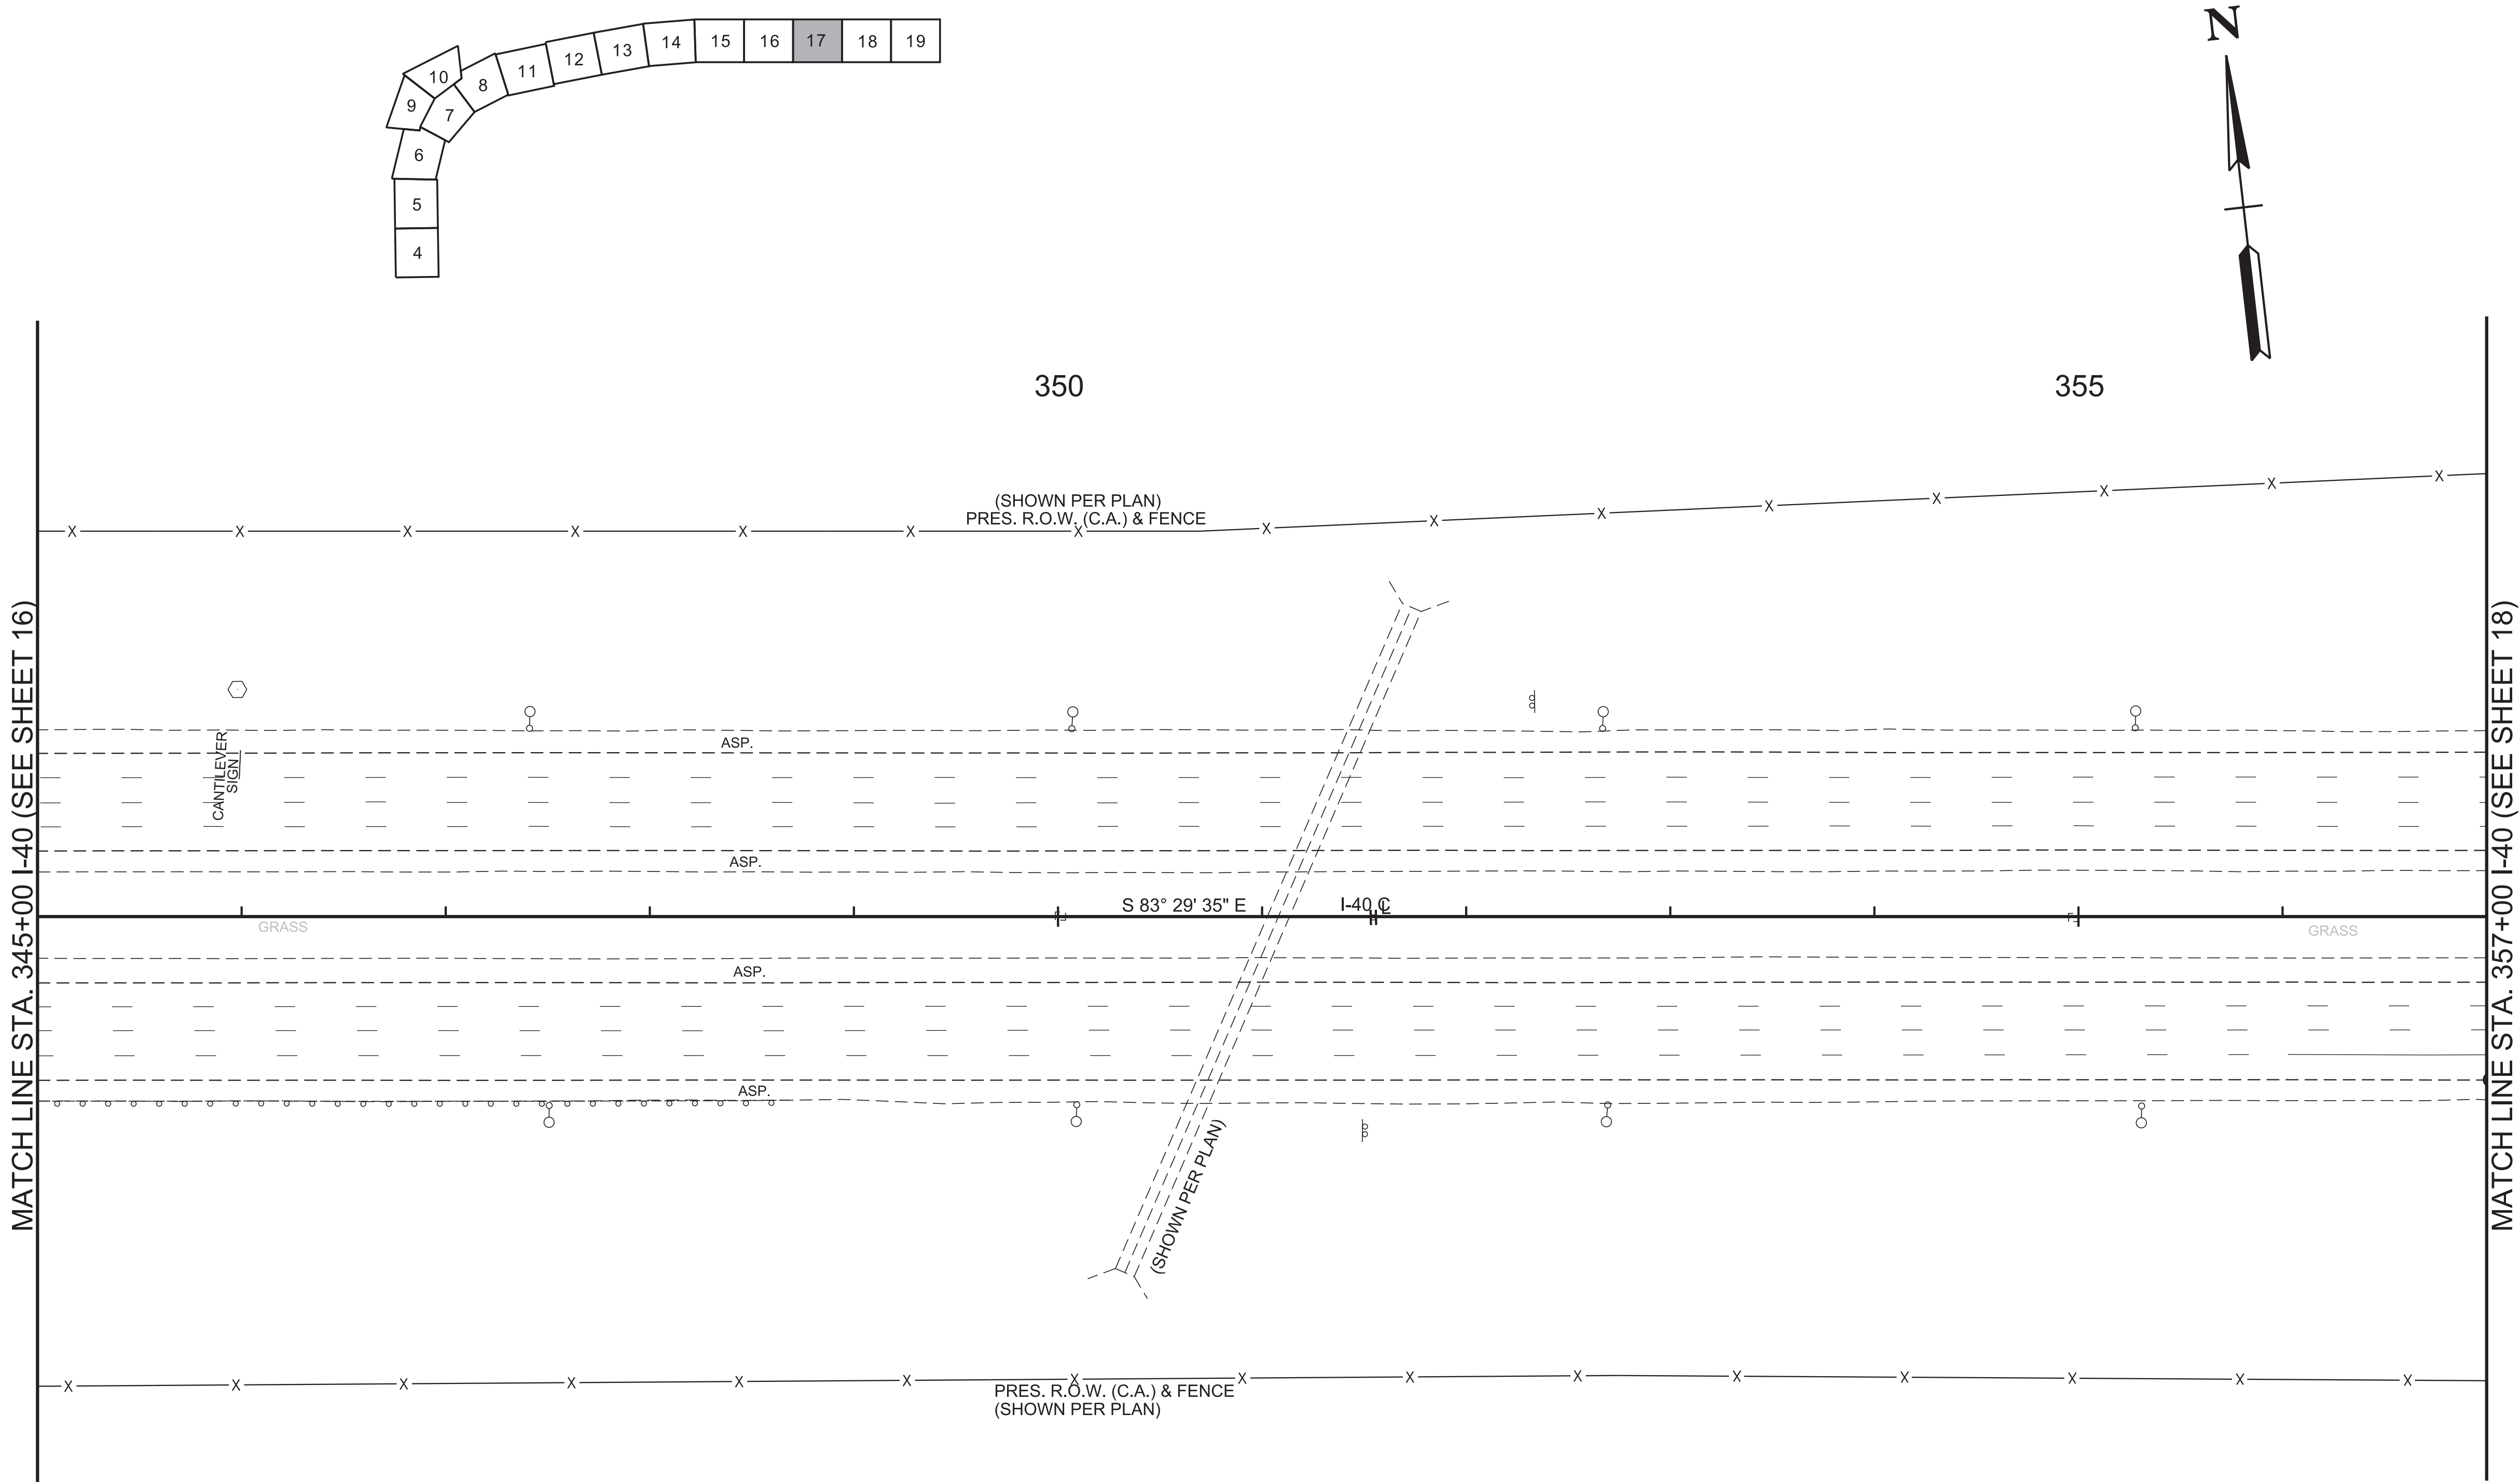 10
9
7
8
11
12
13
14
15
16
17
18
19
6
5
4
N
350
355
(SHOWN PER PLAN)
PRES. R.O.W. (C.A.) & FENCE
MATCH LINE STA. 345+00 I-40 (SEE SHEET 16)
MATCH LINE STA. 357+00 I-40 (SEE SHEET 18)
CANTILEVER
SIGN
ASP.
ASP.
S 83° 29' 35" E
I-40 ℄
GRASS
GRASS
ASP.
ASP.
(SHOWN PER PLAN)
PRES. R.O.W. (C.A.) & FENCE
(SHOWN PER PLAN)